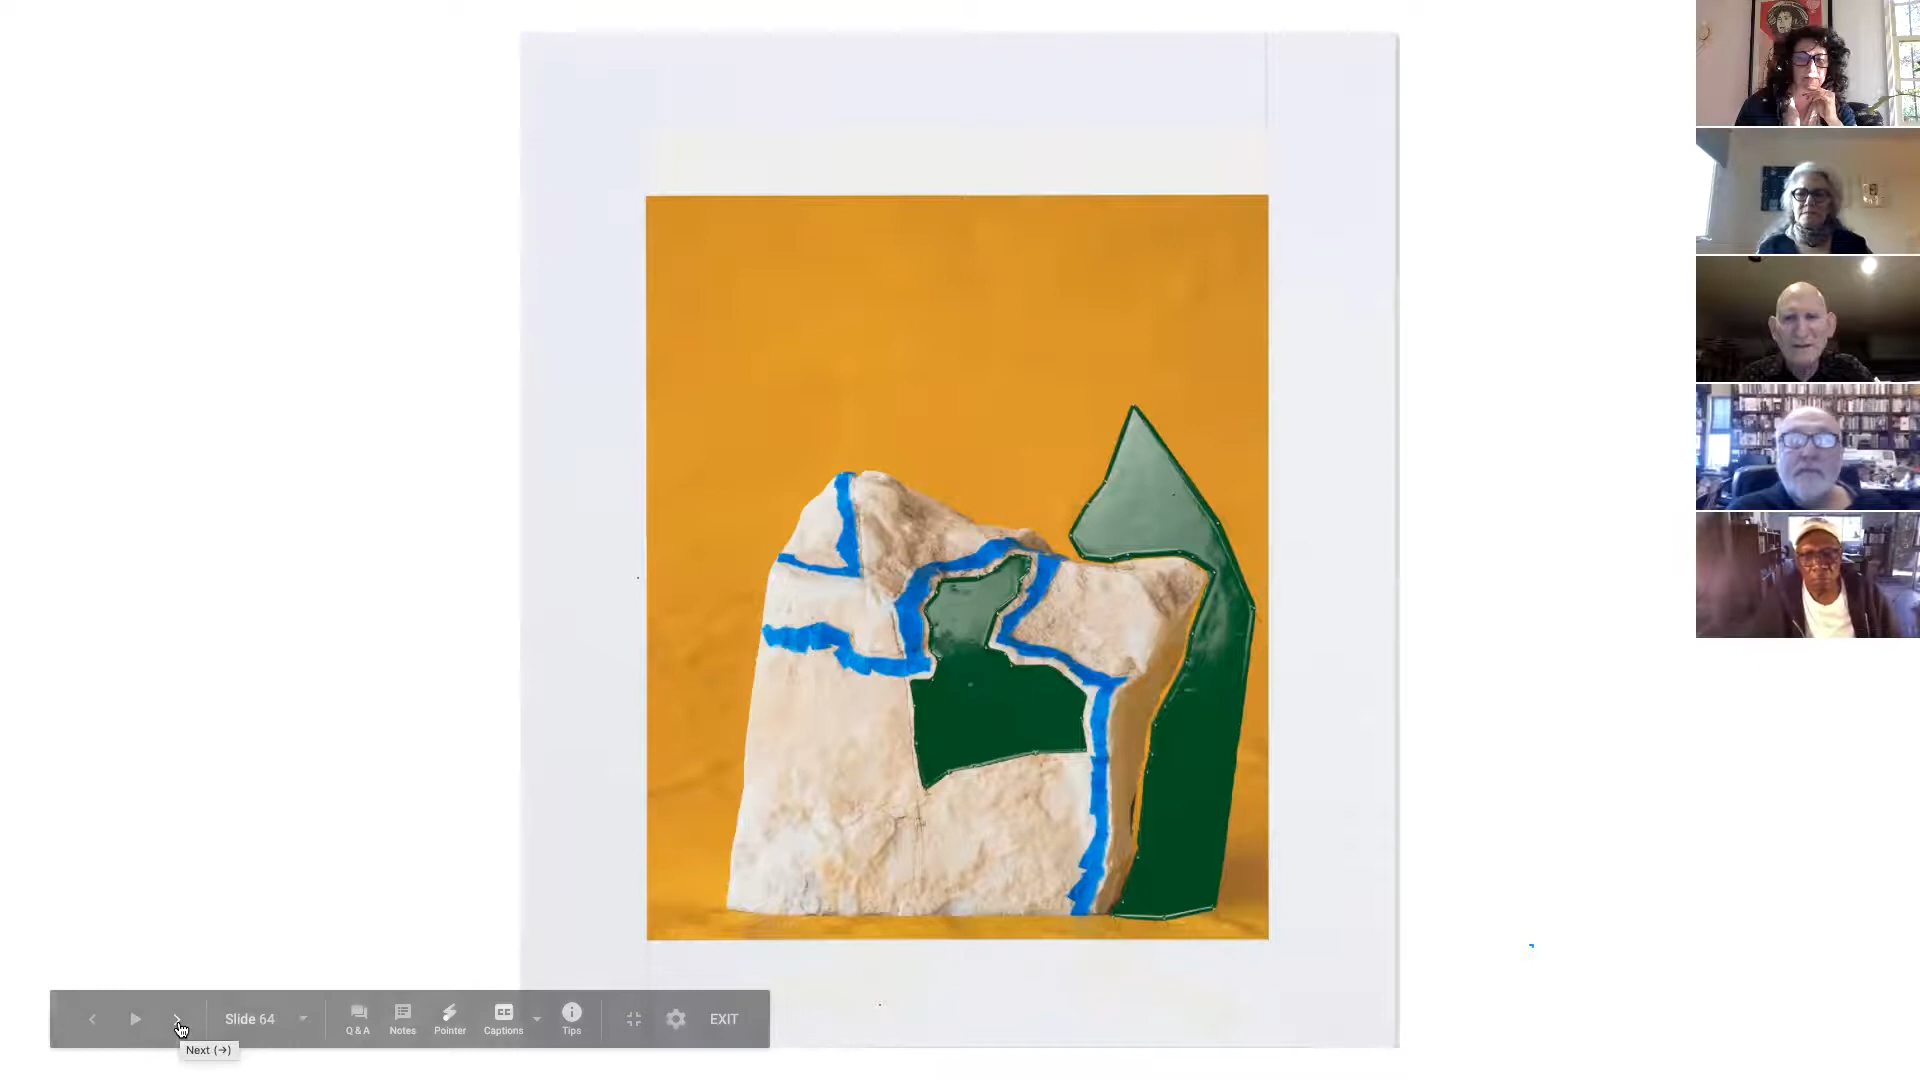 Slide 64
Q & A
Notes
Pointer
Captions
Tips
EXIT
Next (→)